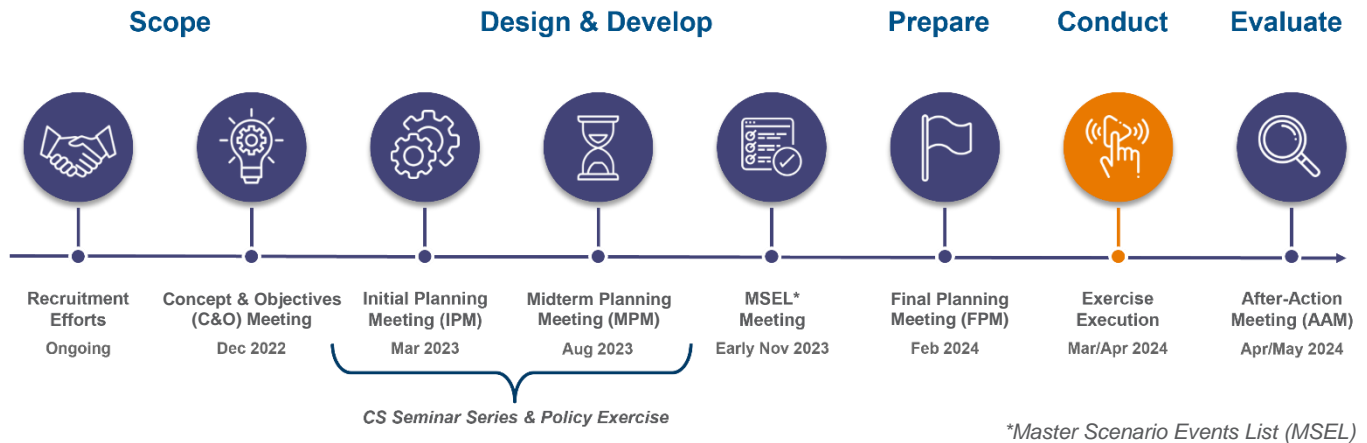 Scope
Design & Develop
Prepare
Conduct
Evaluate
Recruitment
Efforts
Ongoing
Concept & Objectives
(C&O) Meeting
Dec 2022
Initial Planning
Meeting (IPM)
Mar 2023
Midterm Planning
Meeting (MPM)
Aug 2023
MSEL*
Meeting
Early Nov 2023
Final Planning
Meeting (FPM)
Feb 2024
Exercise
Execution
Mar/Apr 2024
After-Action
Meeting (AAM)
Apr/May 2024
CS Seminar Series & Policy Exercise
*Master Scenario Events List (MSEL)